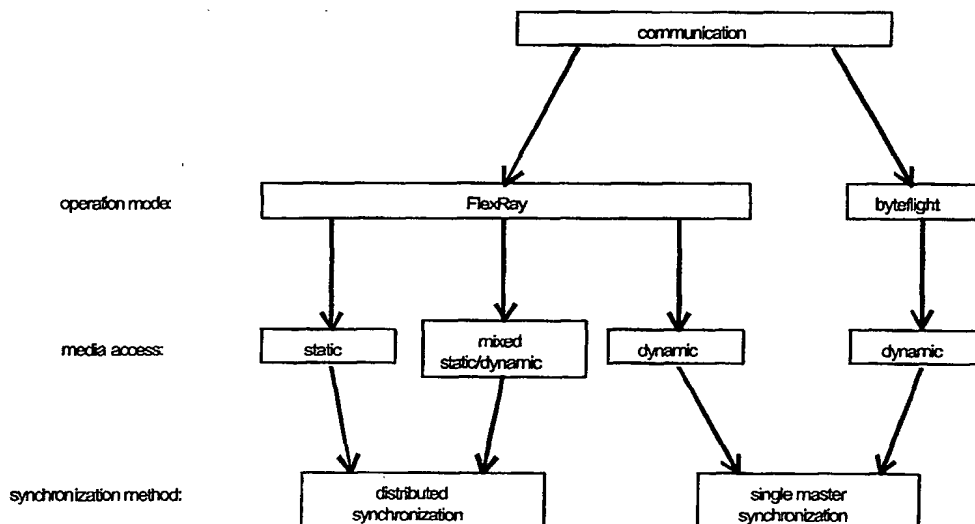 communication
operation mode:
FlexRay
byteflight
media access:
static
mixed
static/dynamic
dynamic
dynamic
synchronization method:
distributed
synchronization
single master
synchronization